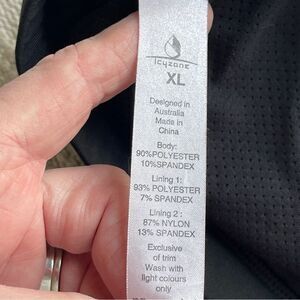 icyzone
XL
Designed in
Australia
Made in
China
Body:
90%POLYESTER
10%SPANDEX
Lining 1:
93% POLYESTER
7% SPANDEX
Lining 2 :
87% NYLON
13% SPANDEX
Exclusive
of trim
Wash with
light colours
only